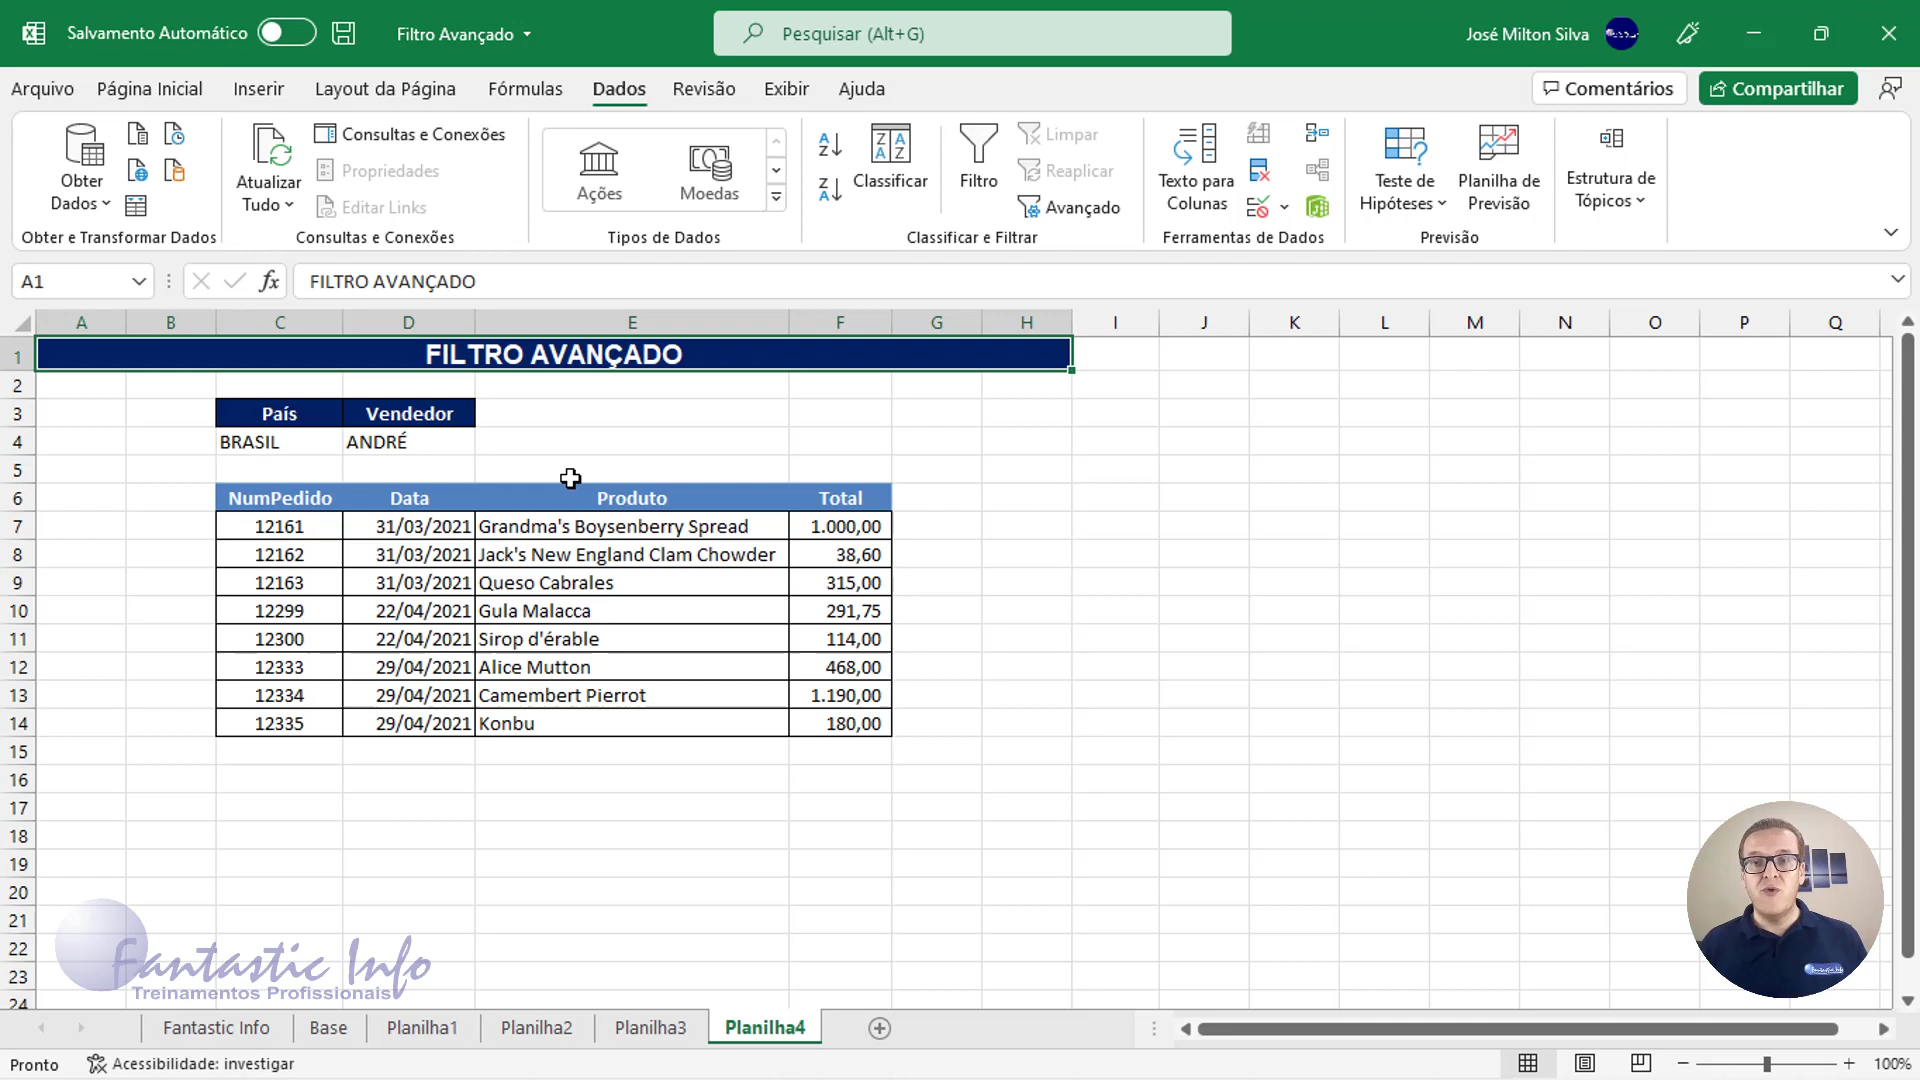 Salvamento Automático
Filtro Avançado
Pesquisar (Alt+G)
José Milton Silva
Arquivo Página Inicial Inserir Layout da Página Fórmulas Dados Revisão Exibir Ajuda
Comentários Compartilhar
Obter Dados
Atualizar Tudo
Consultas e Conexões
Propriedades
Editar Links
Ações
Moedas
Classificar
Filtro
Limpar
Reaplicar
Avançado
Texto para Colunas
Teste de Hipóteses
Planilha de Previsão
Estrutura de Tópicos
Obter e Transformar Dados
Consultas e Conexões
Tipos de Dados
Classificar e Filtrar
Ferramentas de Dados
Previsão
A1 fx FILTRO AVANÇADO
A B C D E F G H I J K L M N O P Q
1 FILTRO AVANÇADO
2
3 País Vendedor
4 BRASIL ANDRÉ
5
6 NumPedido Data Produto Total
7 12161 31/03/2021 Grandma's Boysenberry Spread 1.000,00
8 12162 31/03/2021 Jack's New England Clam Chowder 38,60
9 12163 31/03/2021 Queso Cabrales 315,00
10 12299 22/04/2021 Gula Malacca 291,75
11 12300 22/04/2021 Sirop d'érable 114,00
12 12333 29/04/2021 Alice Mutton 468,00
13 12334 29/04/2021 Camembert Pierrot 1.190,00
14 12335 29/04/2021 Konbu 180,00
15
16
17
18
19
20
21
22
23
24
Fantastic Info
Treinamentos Profissionais
Fantastic Info Base Planilha1 Planilha2 Planilha3 Planilha4
Pronto Acessibilidade: investigar
100%